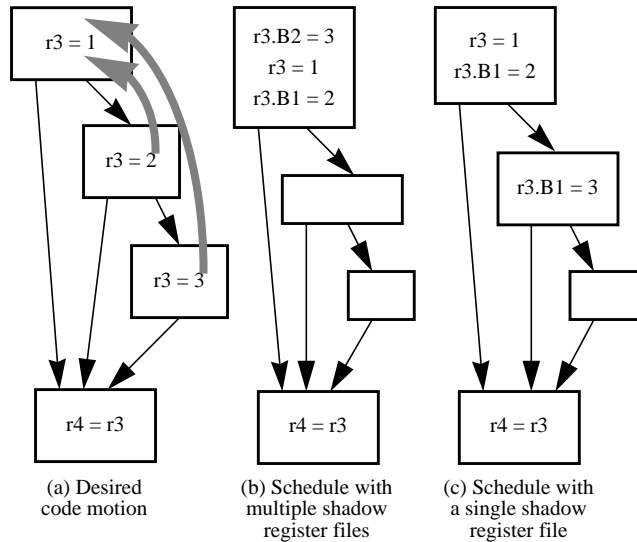 r3 = 1
r3 = 2
r3 = 3
r4 = r3
(a) Desired
code motion
r3.B2 = 3
r3 = 1
r3.B1 = 2
r4 = r3
(b) Schedule with
multiple shadow
register files
r3 = 1
r3.B1 = 2
r3.B1 = 3
r4 = r3
(c) Schedule with
a single shadow
register file